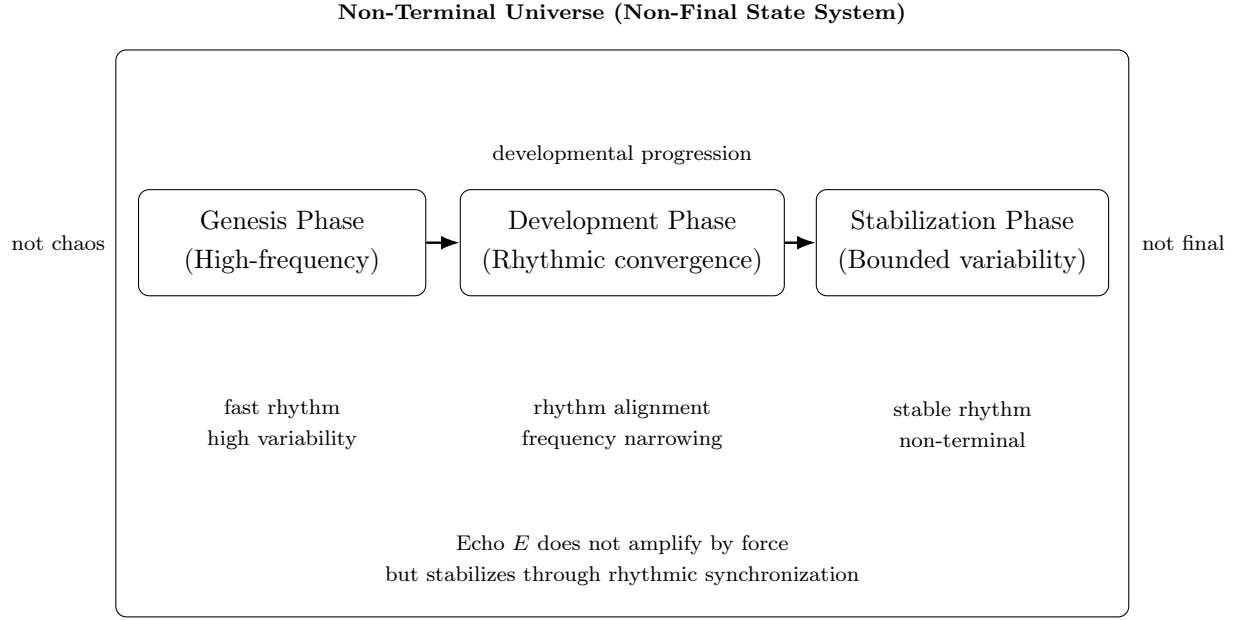 Non-Terminal Universe (Non-Final State System)
developmental progression
Genesis Phase
(High-frequency)
Development Phase
(Rhythmic convergence)
Stabilization Phase
(Bounded variability)
not chaos
not final
fast rhythm
high variability
rhythm alignment
frequency narrowing
stable rhythm
non-terminal
Echo E does not amplify by force
but stabilizes through rhythmic synchronization